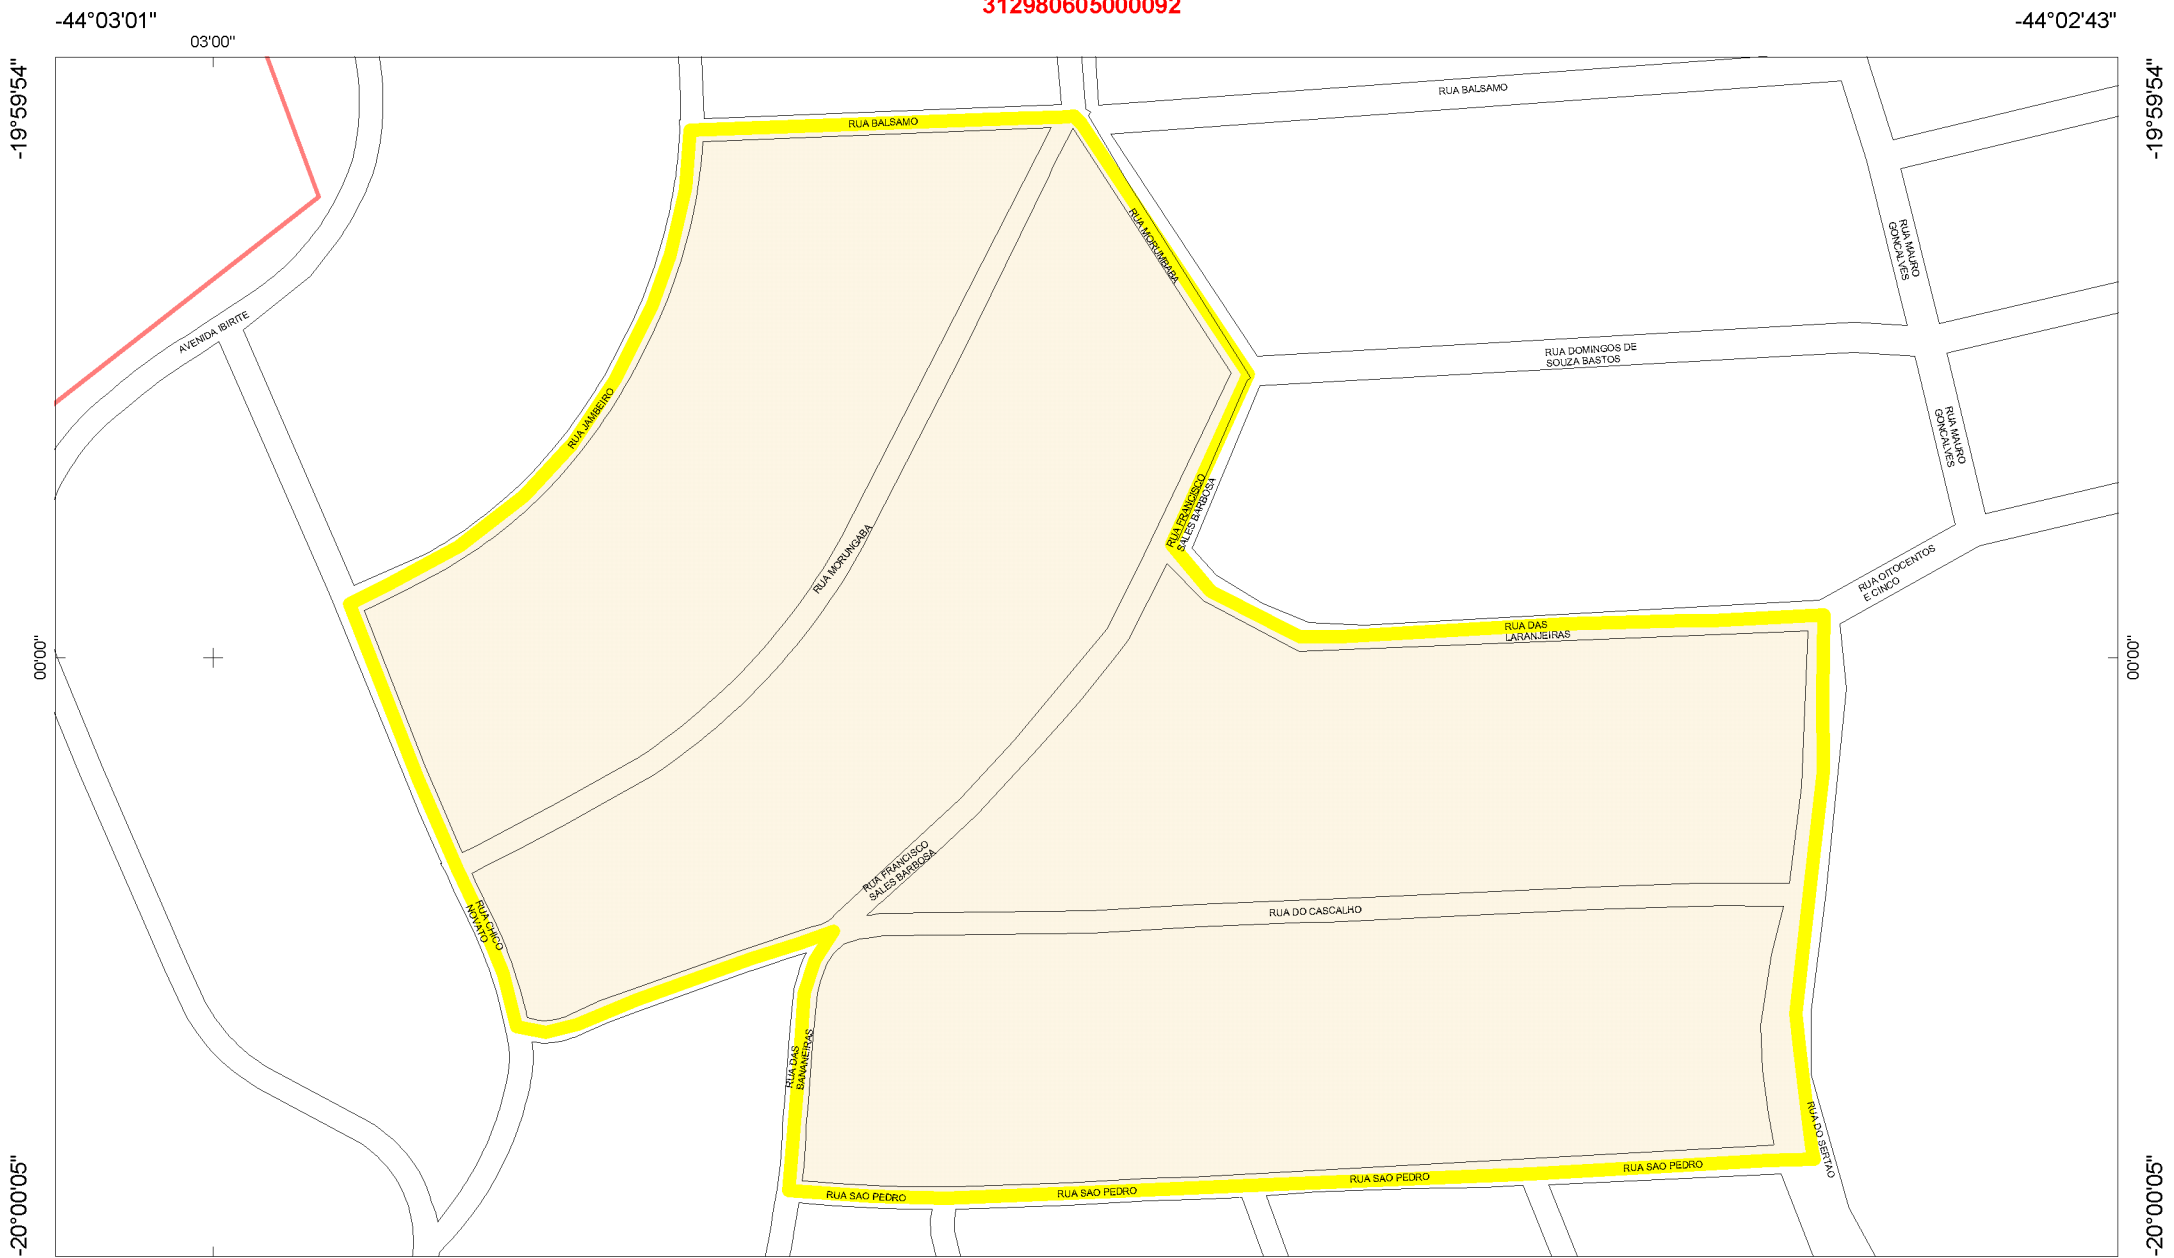 312980605000092
-44°03'01"
-44°02'43"
03'00"
-19°59'54"
-19°59'54"
RUA BALSAMO
RUA BALSAMO
RUA MORUMBABA
RUA MAURO
GONCALVES
AVENIDA IBIRITE
RUA DOMINGOS DE
SOUZA BASTOS
RUA JAMBEIRO
RUA MAURO
GONCALVES
RUA FRANCISCO
SALES BARBOSA
RUA MORUNGABA
RUA OITOCENTOS
E CINCO
RUA DAS
LARANJEIRAS
00'00"
00'00"
RUA FRANCISCO
SALES BARBOSA
RUA CHICO
NOVATO
RUA DO CASCALHO
RUA DAS
BANANEIRAS
RUA DO SERTAO
RUA SAO PEDRO
RUA SAO PEDRO
RUA SAO PEDRO
RUA SAO PEDRO
-20°00'05"
-20°00'05"